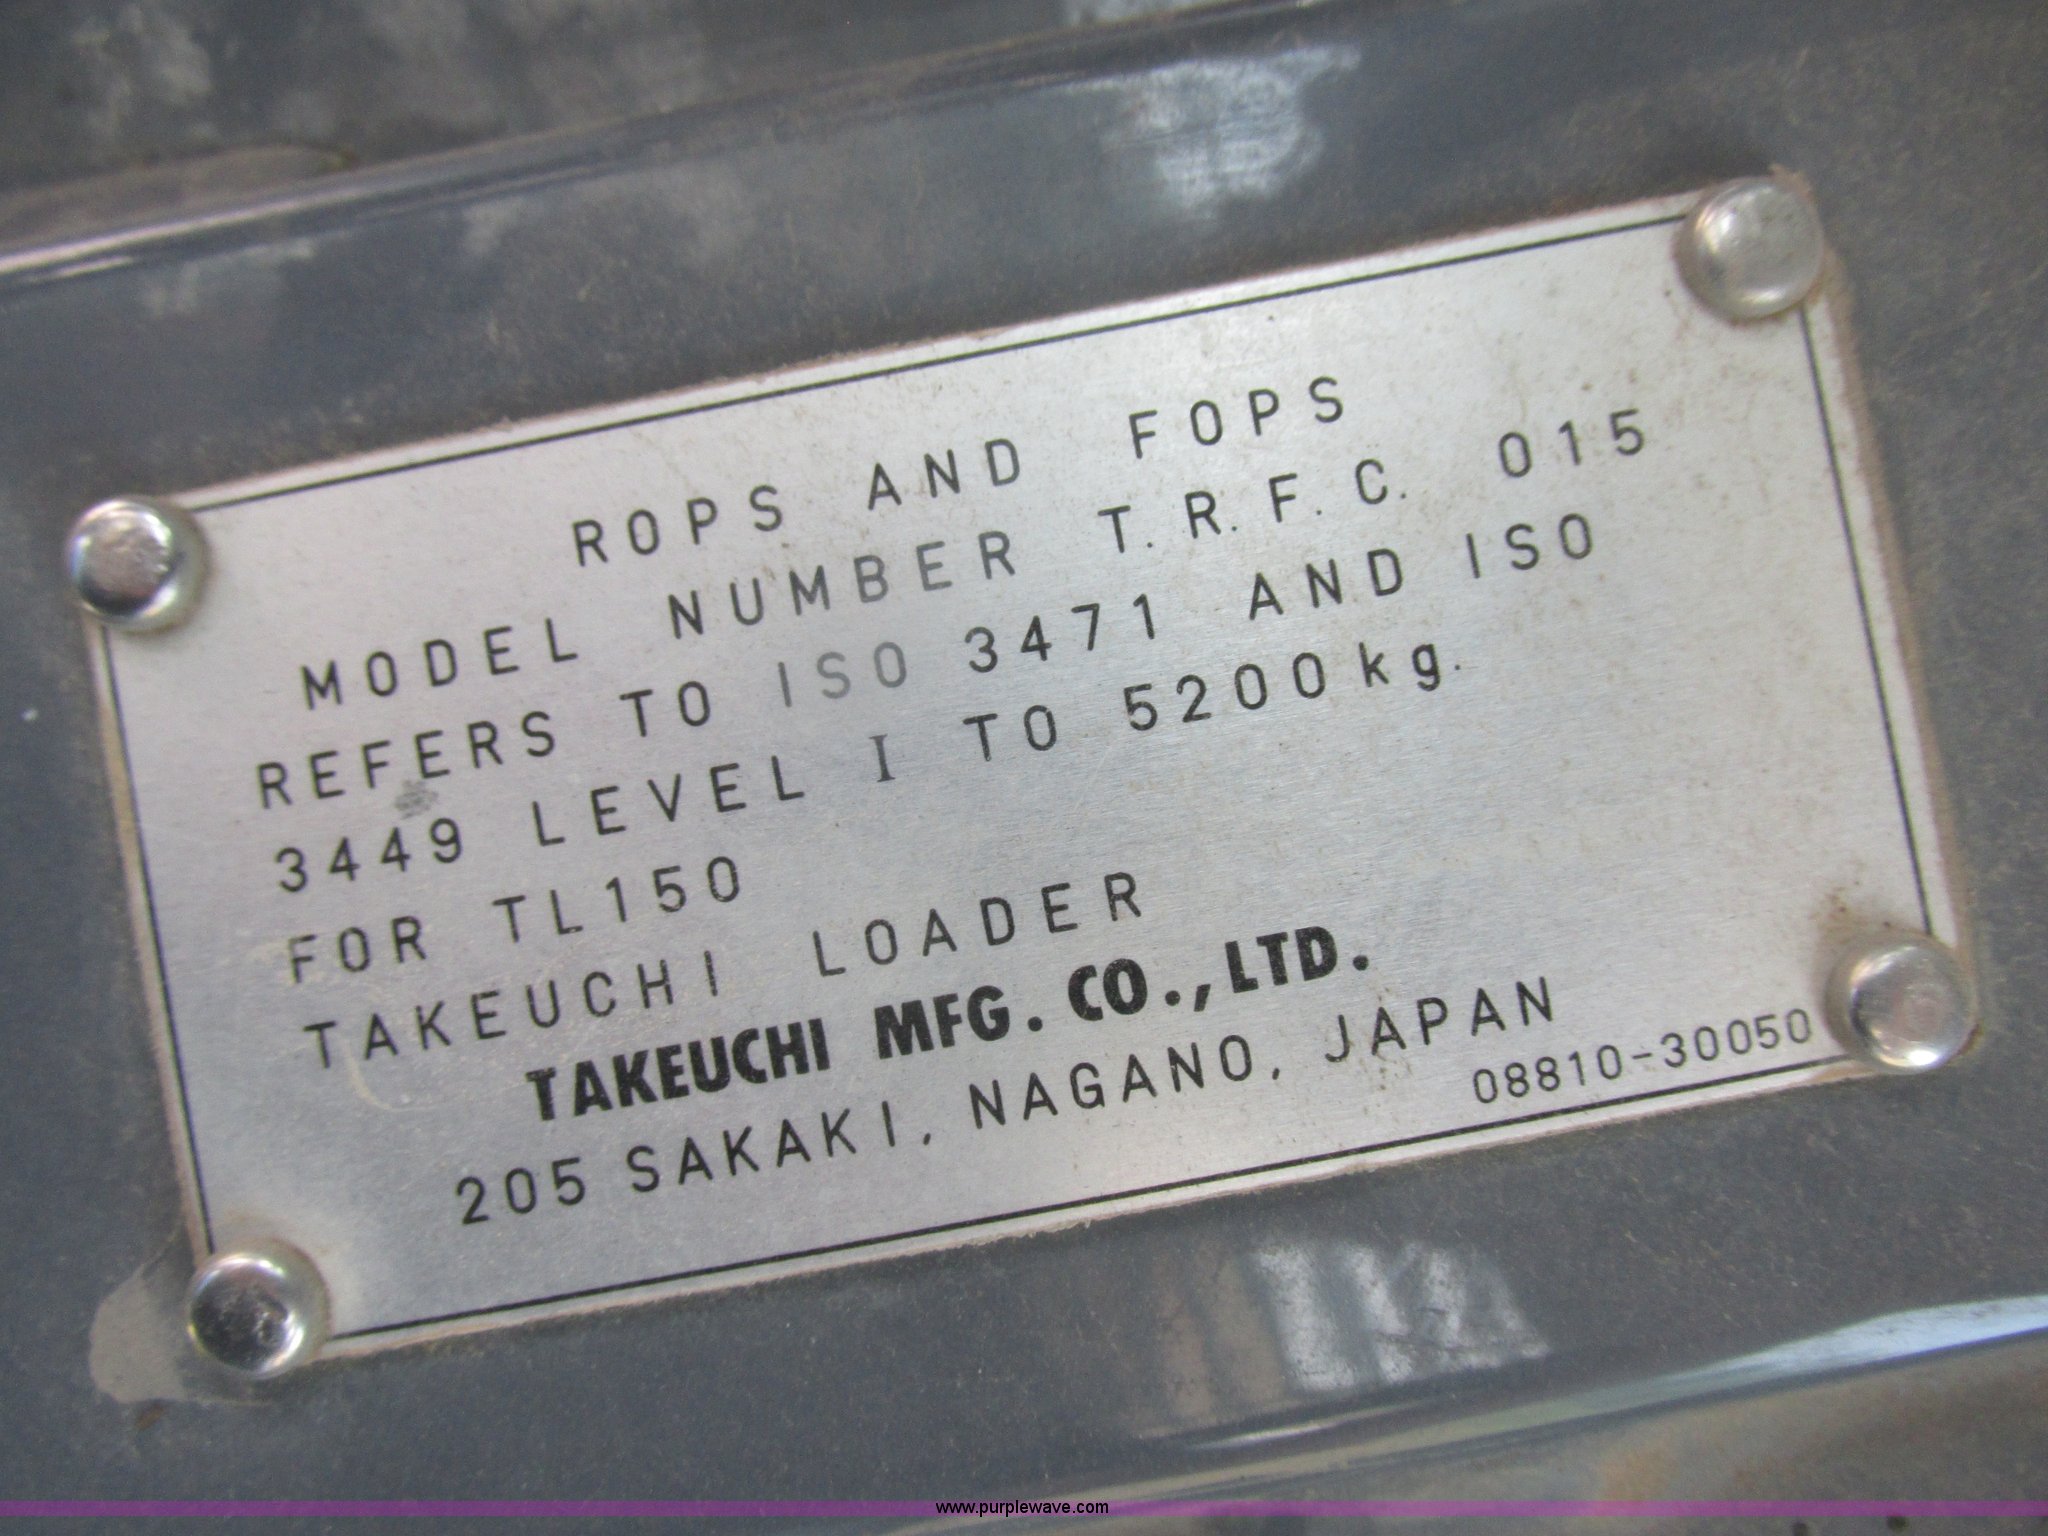 ROPS AND FOPS
MODEL NUMBER T.R.F.C. 015
REFERS TO ISO 3471 AND ISO
3449 LEVEL I TO 5200kg.
FOR TL150
TAKEUCHI LOADER
TAKEUCHI MFG. CO.,LTD.
205 SAKAKI, NAGANO, JAPAN
08810-30050
www.purplewave.com